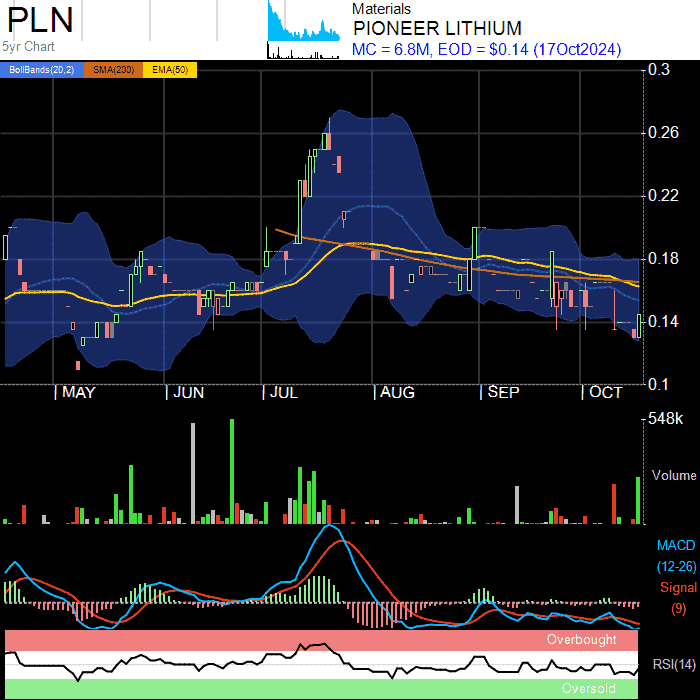 PLN
5yr Chart
Materials
PIONEER LITHIUM
MC = 6.8M, EOD = $0.14 (17Oct2024)
BollBands(20,2) SMA(200) EMA(50)
0.3
0.26
0.22
0.18
0.14
0.1
MAY JUN JUL AUG SEP OCT
548k
Volume
MACD
(12-26)
Signal
(9)
Overbought
RSI(14)
Oversold